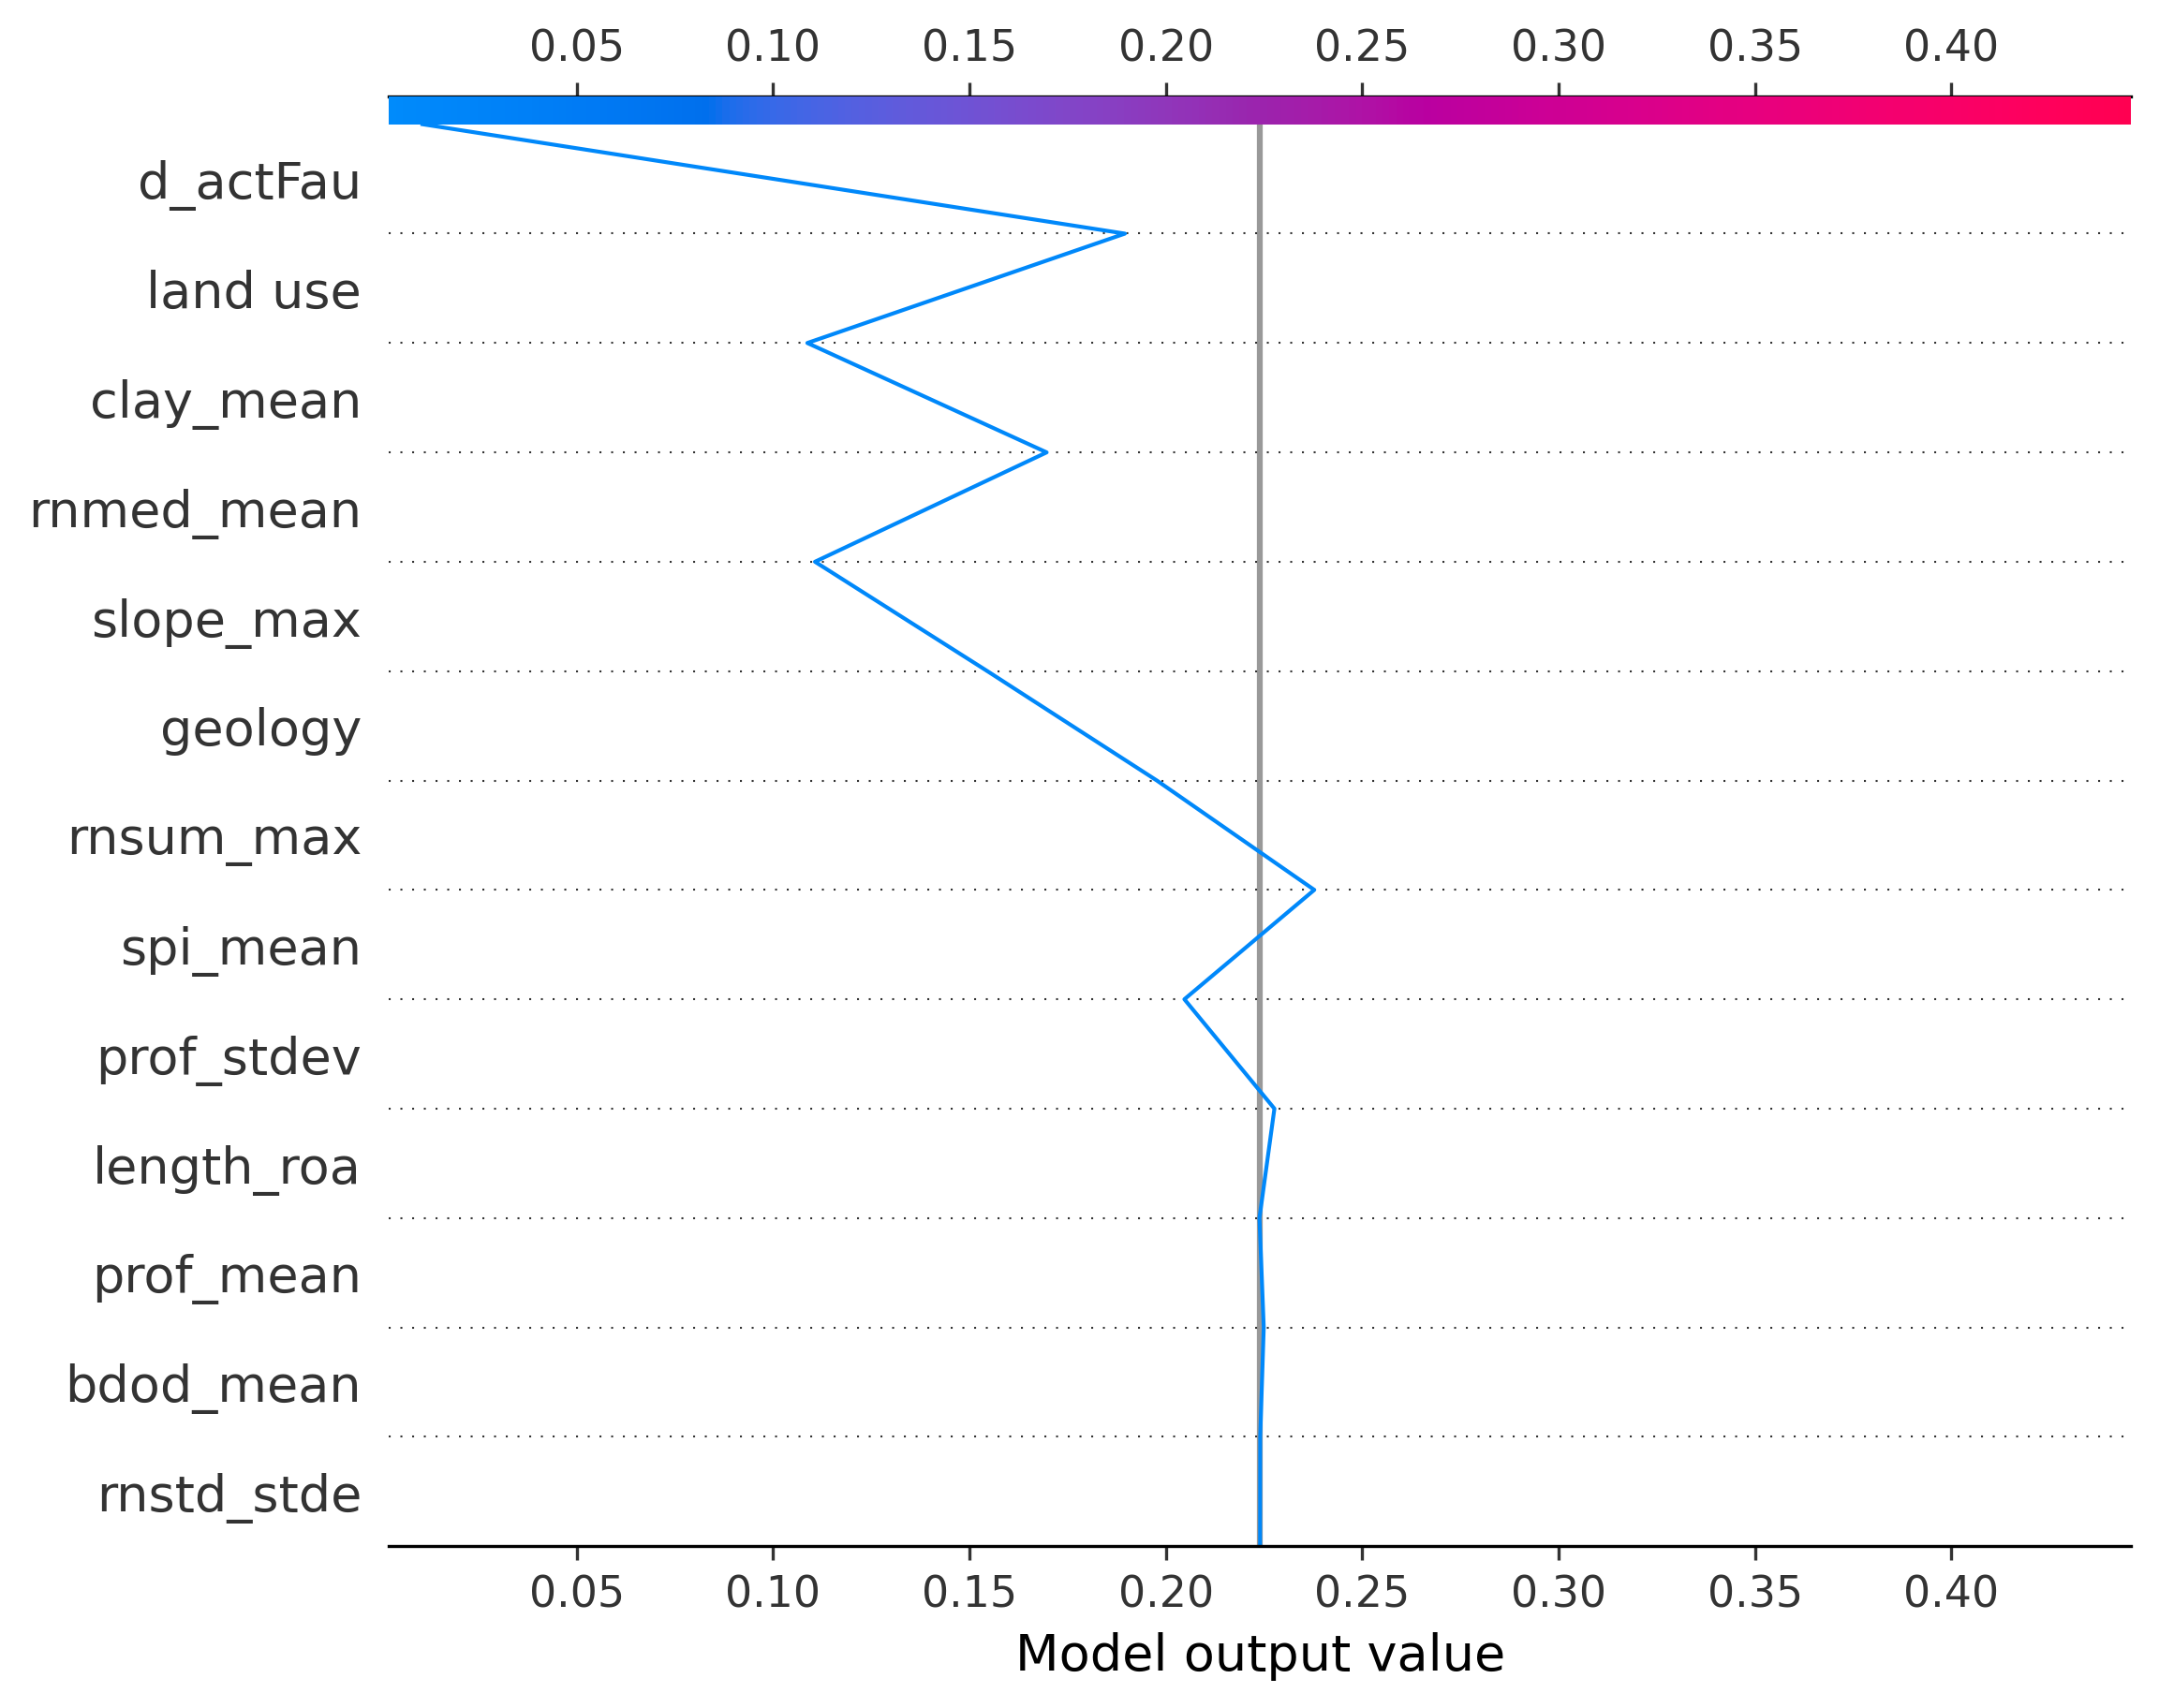 0.05 0.10 0.15 0.20 0.25 0.30 0.35 0.40
d_actFau
land use
clay_mean
rnmed_mean
slope_max
geology
rnsum_max
spi_mean
prof_stdev
length_roa
prof_mean
bdod_mean
rnstd_stde
0.05 0.10 0.15 0.20 0.25 0.30 0.35 0.40
Model output value